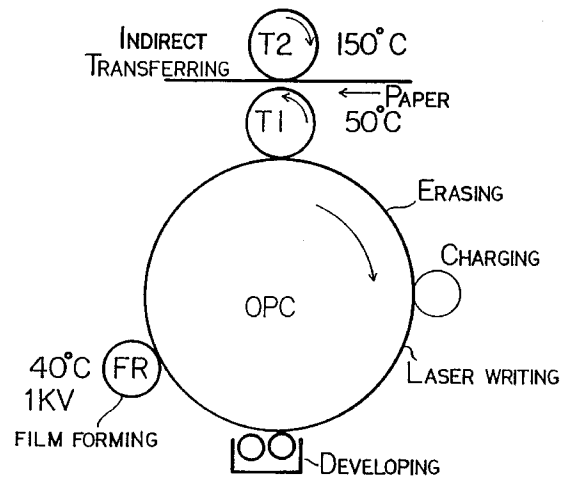 INDIRECT
TRANSFERRING
T2
150°C
PAPER
T1
50°C
ERASING
CHARGING
OPC
40°C
1KV
FR
FILM FORMING
LASER WRITING
DEVELOPING